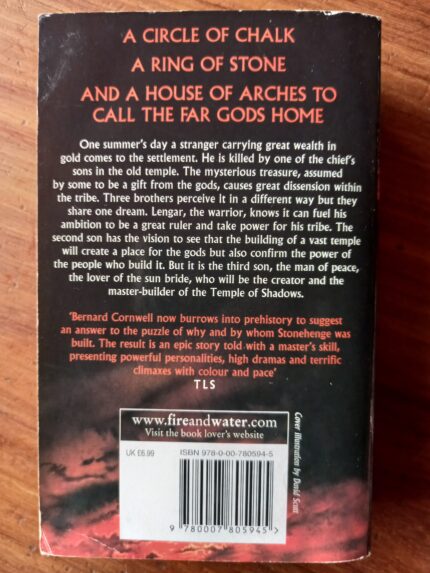 A CIRCLE OF CHALK
A RING OF STONE
AND A HOUSE OF ARCHES TO
CALL THE FAR GODS HOME
One summer's day a stranger carrying great wealth in
gold comes to the settlement. He is killed by one of the chief's
sons in the old temple. The mysterious treasure, assumed
by some to be a gift from the gods, causes great dissension within
the tribe. Three brothers perceive It in a different way but they
share one dream. Lengar, the warrior, knows it can fuel his
ambition to be a great ruler and take power for his tribe. The
second son has the vision to see that the building of a vast temple
will create a place for the gods but also confirm the power of
the people who build it. But it is the third son, the man of peace,
the lover of the sun bride, who will be the creator and the
master-builder of the Temple of Shadows.
'Bernard Cornwell now burrows into prehistory to suggest
an answer to the puzzle of why and by whom Stonehenge was
built. The result is an epic story told with a master's skill,
presenting powerful personalities, high dramas and terrific
climaxes with colour and pace'
TLS
www.fireandwater.com
Visit the book lover's website
UK £6.99
ISBN 978-0-00-780594-5
9 780007 805945 >
Cover illustration by David Scutt